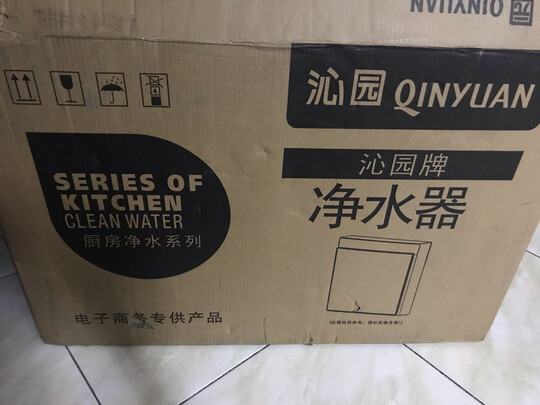 QINYUAN
沁园 QINYUAN
沁园牌
净水器
SERIES OF
KITCHEN
CLEAN WATER
厨房净水系列
电子商务专供产品